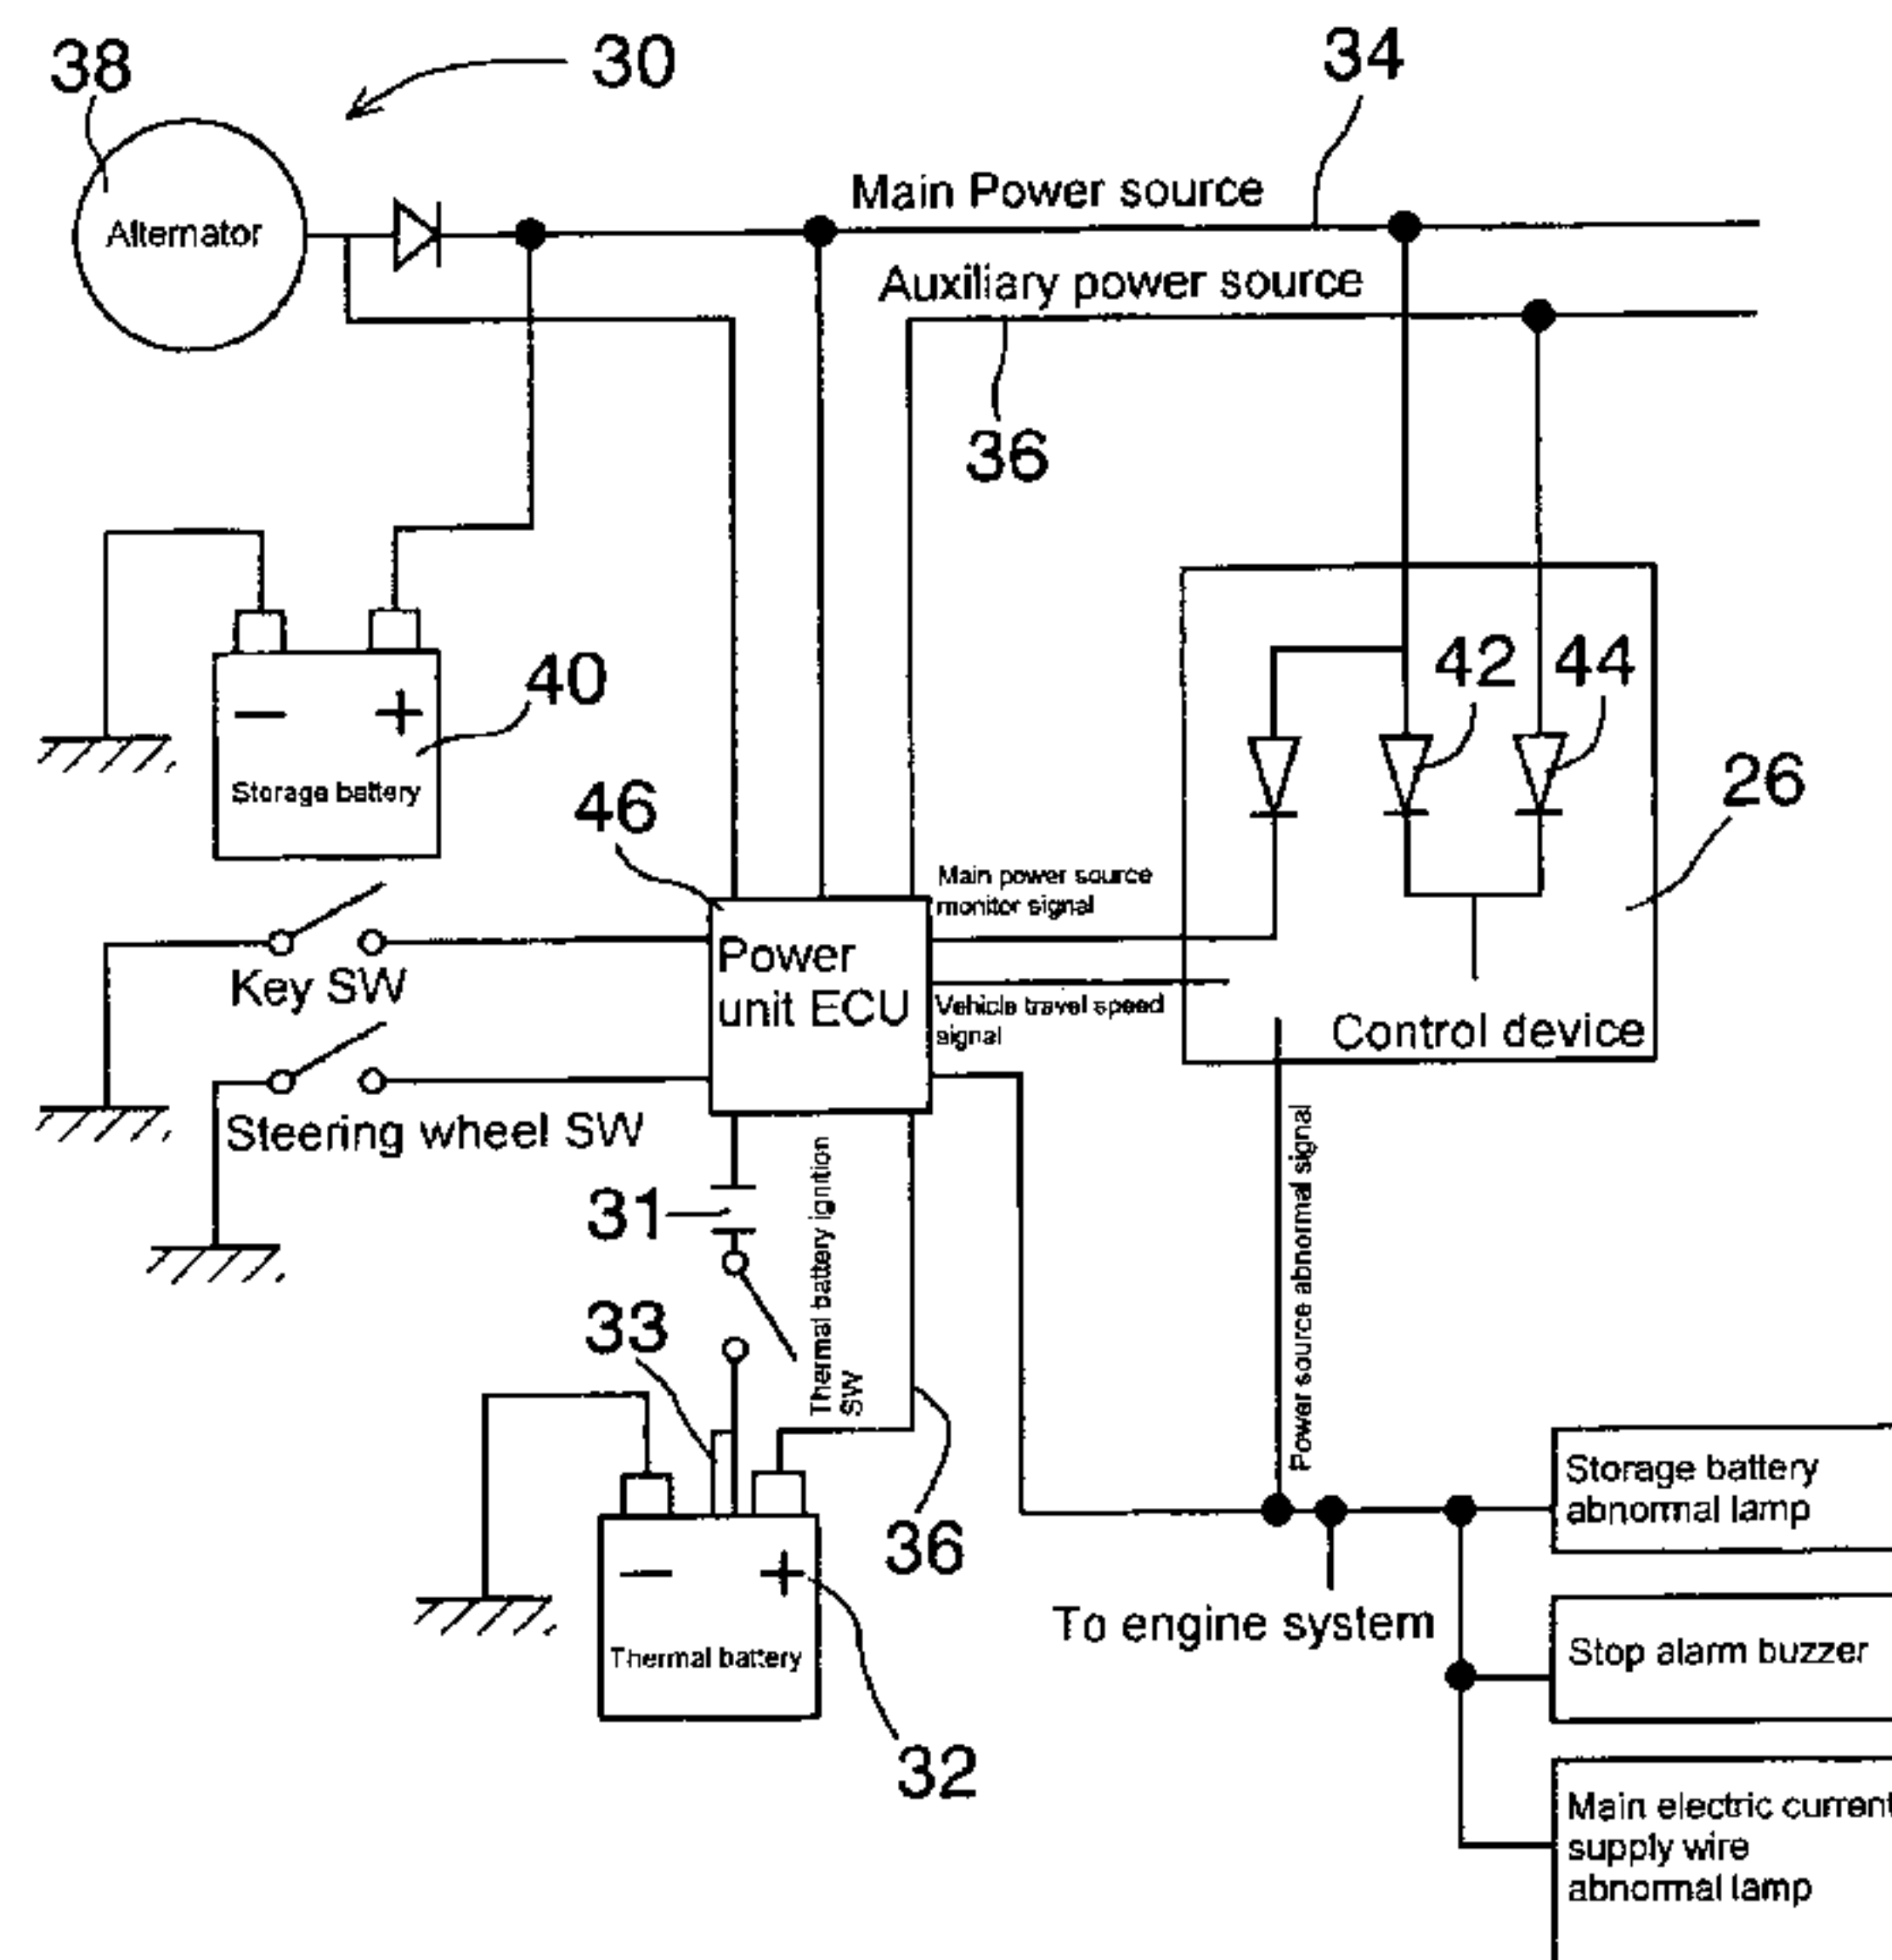 38
30
34
Main Power source
Alternator
Auxiliary power source
36
40
42
44
26
− +
Storage battery
46
Main power source
monitor signal
Key SW
Power
unit ECU
Vehicle travel speed
signal
Control device
Steering wheel SW
31
Thermal battery ignition
SW
Power source abnormal signal
33
36
Storage battery
abnormal lamp
− +
To engine system
Stop alarm buzzer
Thermal battery
32
Main electric current
supply wire
abnormal lamp